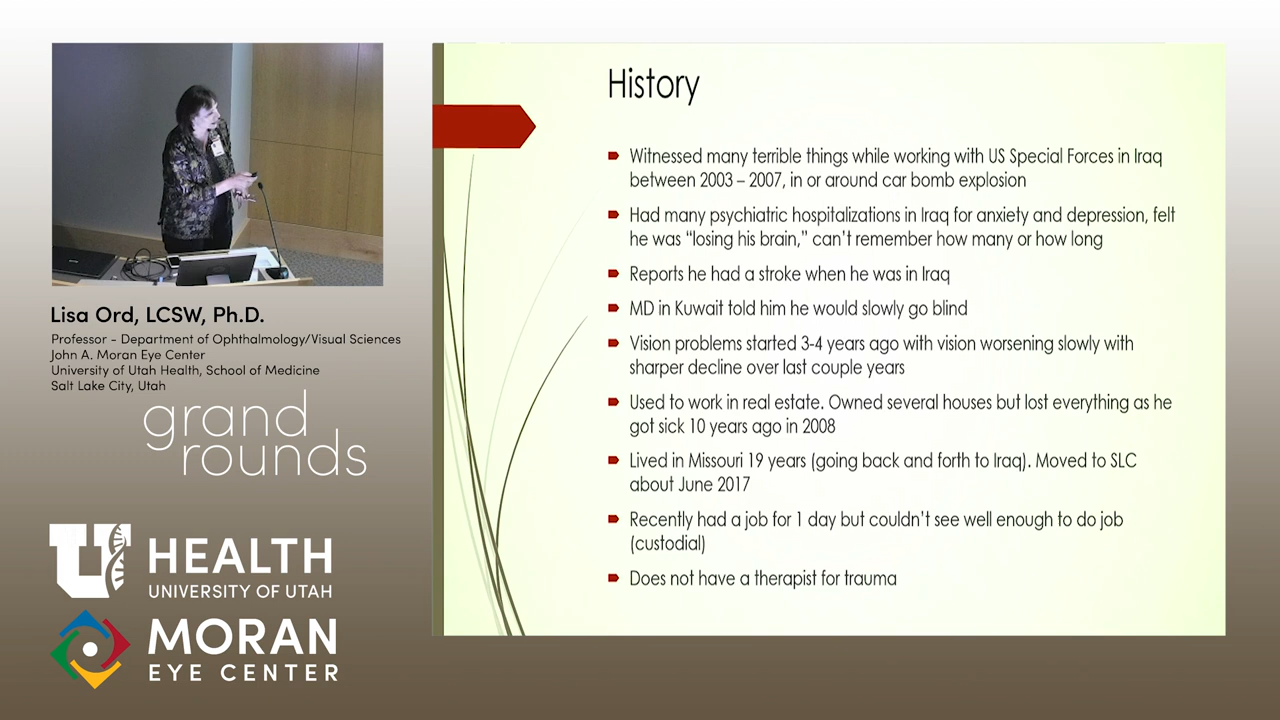 Lisa Ord, LCSW, Ph.D.
Professor - Department of Ophthalmology/Visual Sciences
John A. Moran Eye Center
University of Utah Health, School of Medicine
Salt Lake City, Utah
grand
rounds
U
HEALTH
UNIVERSITY OF UTAH
MORAN
EYE CENTER
History
Witnessed many terrible things while working with US Special Forces in Iraq
between 2003 – 2007, in or around car bomb explosion
Had many psychiatric hospitalizations in Iraq for anxiety and depression, felt
he was “losing his brain,” can’t remember how many or how long
Reports he had a stroke when he was in Iraq
MD in Kuwait told him he would slowly go blind
Vision problems started 3-4 years ago with vision worsening slowly with
sharper decline over last couple years
Used to work in real estate. Owned several houses but lost everything as he
got sick 10 years ago in 2008
Lived in Missouri 19 years (going back and forth to Iraq). Moved to SLC
about June 2017
Recently had a job for 1 day but couldn’t see well enough to do job
(custodial)
Does not have a therapist for trauma